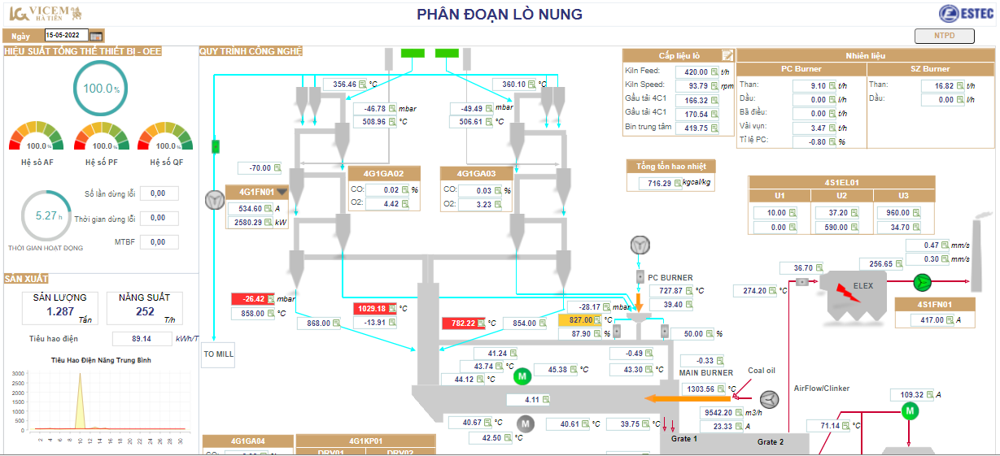 VICEM
HÀ TIÊN
PHÂN ĐOẠN LÒ NUNG
ESTEC
Ngày 15-05-2022
NTPD
HIỆU SUẤT TỔNG THỂ THIẾT BỊ - OEE
100.0%
100.0% 100.0% 100.0%
Hệ số AF Hệ số PF Hệ số QF
5.27 h
THỜI GIAN HOẠT ĐỘNG
Số lần dừng lỗi 0,00
Thời gian dừng lỗi 0,00
MTBF 0,00
SẢN XUẤT
SẢN LƯỢNG
1.287
Tấn
NĂNG SUẤT
252
T/h
Tiêu hao điện 89.14 kWh/T
Tiêu Hao Điện Năng Trung Bình
3000
2500
2000
1500
1000
500
0
2 4 6 8 10 12 14 16 18 20 22 24 26 28 30
QUY TRÌNH CÔNG NGHỆ
356.46 °C
360.10 °C
-46.78 mbar
508.96 °C
-49.49 mbar
506.61 °C
-70.00
4G1FN01
534.60 A
2580.29 kW
4G1GA02
CO: 0.02 %
O2: 4.42
4G1GA03
CO: 0.03 %
O2: 3.23
Cấp liệu lò
Kiln Feed: 420.00 t/h
Kiln Speed: 93.79 rpm
Gầu tải 4C1 166.32
Gầu tải 4C1 170.54
Bin trung tâm 419.75
Nhiên liệu
PC Burner SZ Burner
Than: 9.10 t/h
Dầu: 0.00 t/h
Bã điều: 0.00 t/h
Vải vụn: 3.47 t/h
Tỉ lệ PC: -0.80 %
Than: 16.82 t/h
Dầu: 0.00 t/h
Tổng tổn hao nhiệt
716.29 kgcal/kg
4S1EL01
U1 U2 U3
10.00 37.20 960.00
0.00 590.00 34.70
0.47 mm/s
0.30 mm/s
36.70
256.65
274.20 °C
ELEX
4S1FN01
417.00 A
PC BURNER
727.87 °C
39.40
-26.42 mbar
858.00 °C
868.00 °C
1029.18 °C
-13.91
782.22 °C
854.00 °C
-28.17 mbar
827.00 °C
87.90 %
50.00 %
TO MILL
41.24
43.74 °C
44.12 °C
M
45.38 °C
-0.49
43.30 °C
-0.33
MAIN BURNER
Coal oil
1303.56 °C
4.11
9542.20 m3/h
23.33 A
40.67 °C
M
42.50 °C
40.61 °C
39.75 °C
Grate 1
Grate 2
AirFlow/Clinker
109.32 A
M
71.14 °C
4G1GA04
4G1KP01
DRV01 DRV02